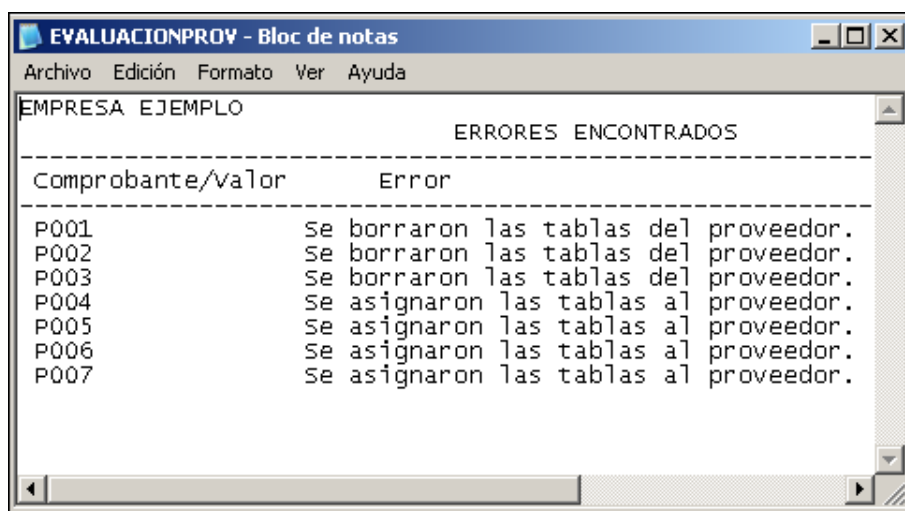 EVALUACIONPROV - Bloc de notas
Archivo Edición Formato Ver Ayuda
EMPRESA EJEMPLO
ERRORES ENCONTRADOS
---------------------------------------------------------
Comprobante/Valor Error
---------------------------------------------------------
P001 Se borraron las tablas del proveedor.
P002 Se borraron las tablas del proveedor.
P003 Se borraron las tablas del proveedor.
P004 Se asignaron las tablas al proveedor.
P005 Se asignaron las tablas al proveedor.
P006 Se asignaron las tablas al proveedor.
P007 Se asignaron las tablas al proveedor.